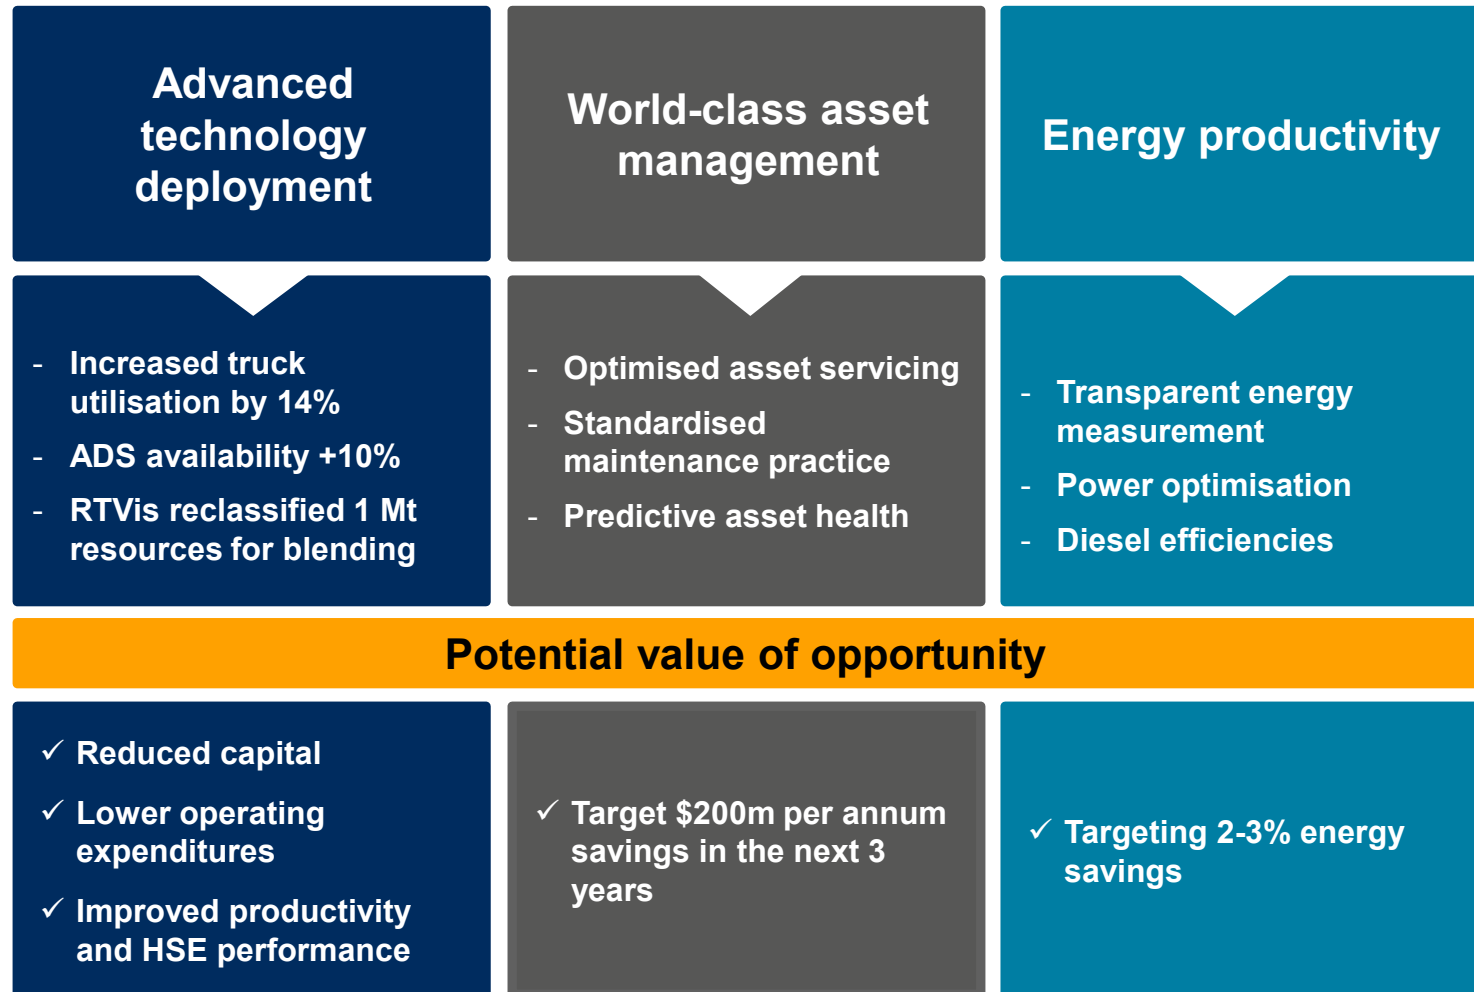 Advanced
technology
deployment
World-class asset
management
Energy productivity
- Increased truck
utilisation by 14%
- ADS availability +10%
- RTVis reclassified 1 Mt
resources for blending
- Optimised asset servicing
- Standardised
maintenance practice
- Predictive asset health
- Transparent energy
measurement
- Power optimisation
- Diesel efficiencies
Potential value of opportunity
✓ Reduced capital
✓ Lower operating
expenditures
✓ Improved productivity
and HSE performance
✓ Target $200m per annum
savings in the next 3
years
✓ Targeting 2-3% energy
savings